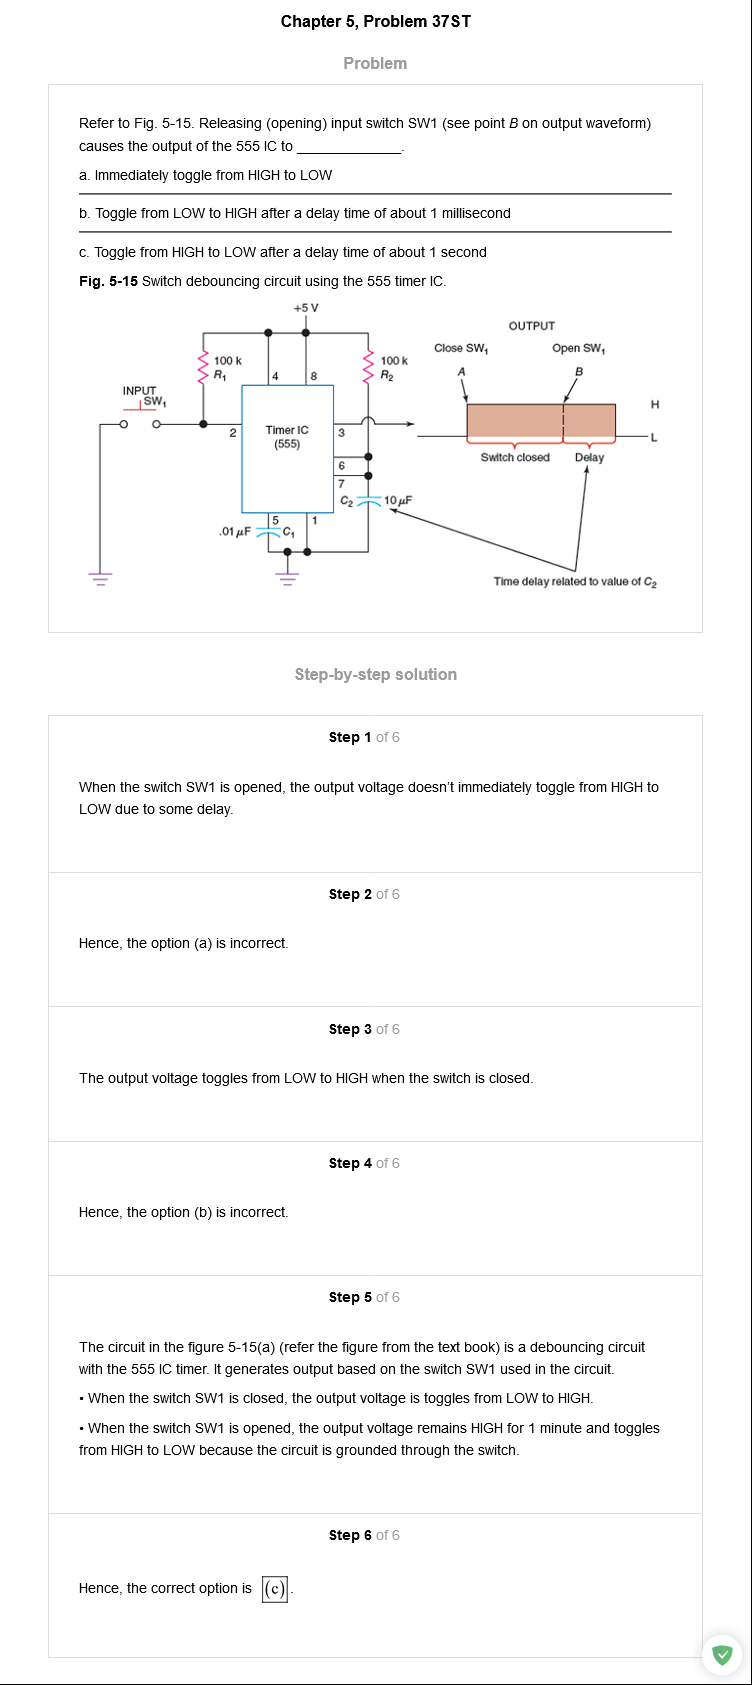 Chapter 5, Problem 37ST
Problem
Refer to Fig. 5-15. Releasing (opening) input switch SW1 (see point B on output waveform)
causes the output of the 555 IC to ______________.
a. Immediately toggle from HIGH to LOW
b. Toggle from LOW to HIGH after a delay time of about 1 millisecond
c. Toggle from HIGH to LOW after a delay time of about 1 second
Fig. 5-15 Switch debouncing circuit using the 555 timer IC.
+5 V
OUTPUT
Close SW₁ Open SW₁
100 k
R₁
100 k
R₂
A B
4 8
INPUT
SW₁
H
2
Timer IC
(555)
3
L
Switch closed Delay
6
7
C₂ 10 μF
5 1
.01 μF C₁
Time delay related to value of C₂
Step-by-step solution
Step 1 of 6
When the switch SW1 is opened, the output voltage doesn't immediately toggle from HIGH to
LOW due to some delay.
Step 2 of 6
Hence, the option (a) is incorrect.
Step 3 of 6
The output voltage toggles from LOW to HIGH when the switch is closed.
Step 4 of 6
Hence, the option (b) is incorrect.
Step 5 of 6
The circuit in the figure 5-15(a) (refer the figure from the text book) is a debouncing circuit
with the 555 IC timer. It generates output based on the switch SW1 used in the circuit.
• When the switch SW1 is closed, the output voltage is toggles from LOW to HIGH.
• When the switch SW1 is opened, the output voltage remains HIGH for 1 minute and toggles
from HIGH to LOW because the circuit is grounded through the switch.
Step 6 of 6
Hence, the correct option is (c).